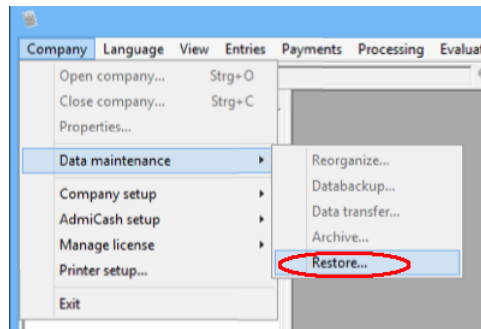 Company Language View Entries Payments Processing Evaluat
Open company... Strg+O
Close company... Strg+C
Properties...
Data maintenance
Reorganize...
Databackup...
Data transfer...
Archive...
Restore...
Company setup
AdmiCash setup
Manage license
Printer setup...
Exit